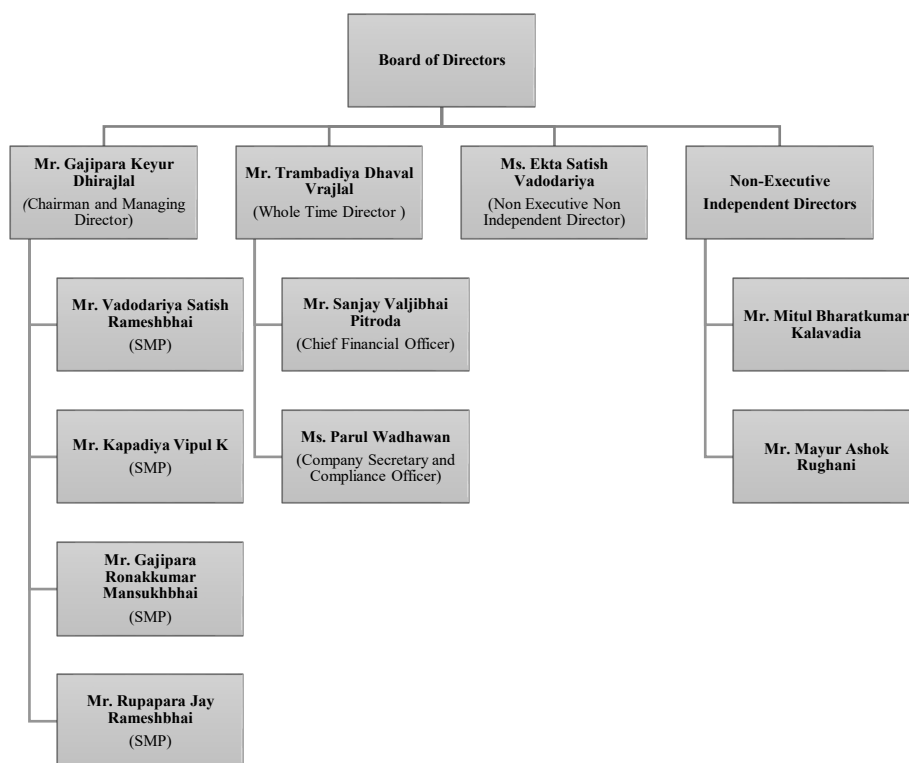 Board of Directors
Mr. Gajipara Keyur
Dhirajlal
(Chairman and Managing
Director)
Mr. Trambadiya Dhaval
Vrajlal
(Whole Time Director )
Ms. Ekta Satish
Vadodariya
(Non Executive Non
Independent Director)
Non-Executive
Independent Directors
Mr. Vadodariya Satish
Rameshbhai
(SMP)
Mr. Kapadiya Vipul K
(SMP)
Mr. Gajipara
Ronakkumar
Mansukhbhai
(SMP)
Mr. Rupapara Jay
Rameshbhai
(SMP)
Mr. Sanjay Valjibhai
Pitroda
(Chief Financial Officer)
Ms. Parul Wadhawan
(Company Secretary and
Compliance Officer)
Mr. Mitul Bharatkumar
Kalavadia
Mr. Mayur Ashok
Rughani